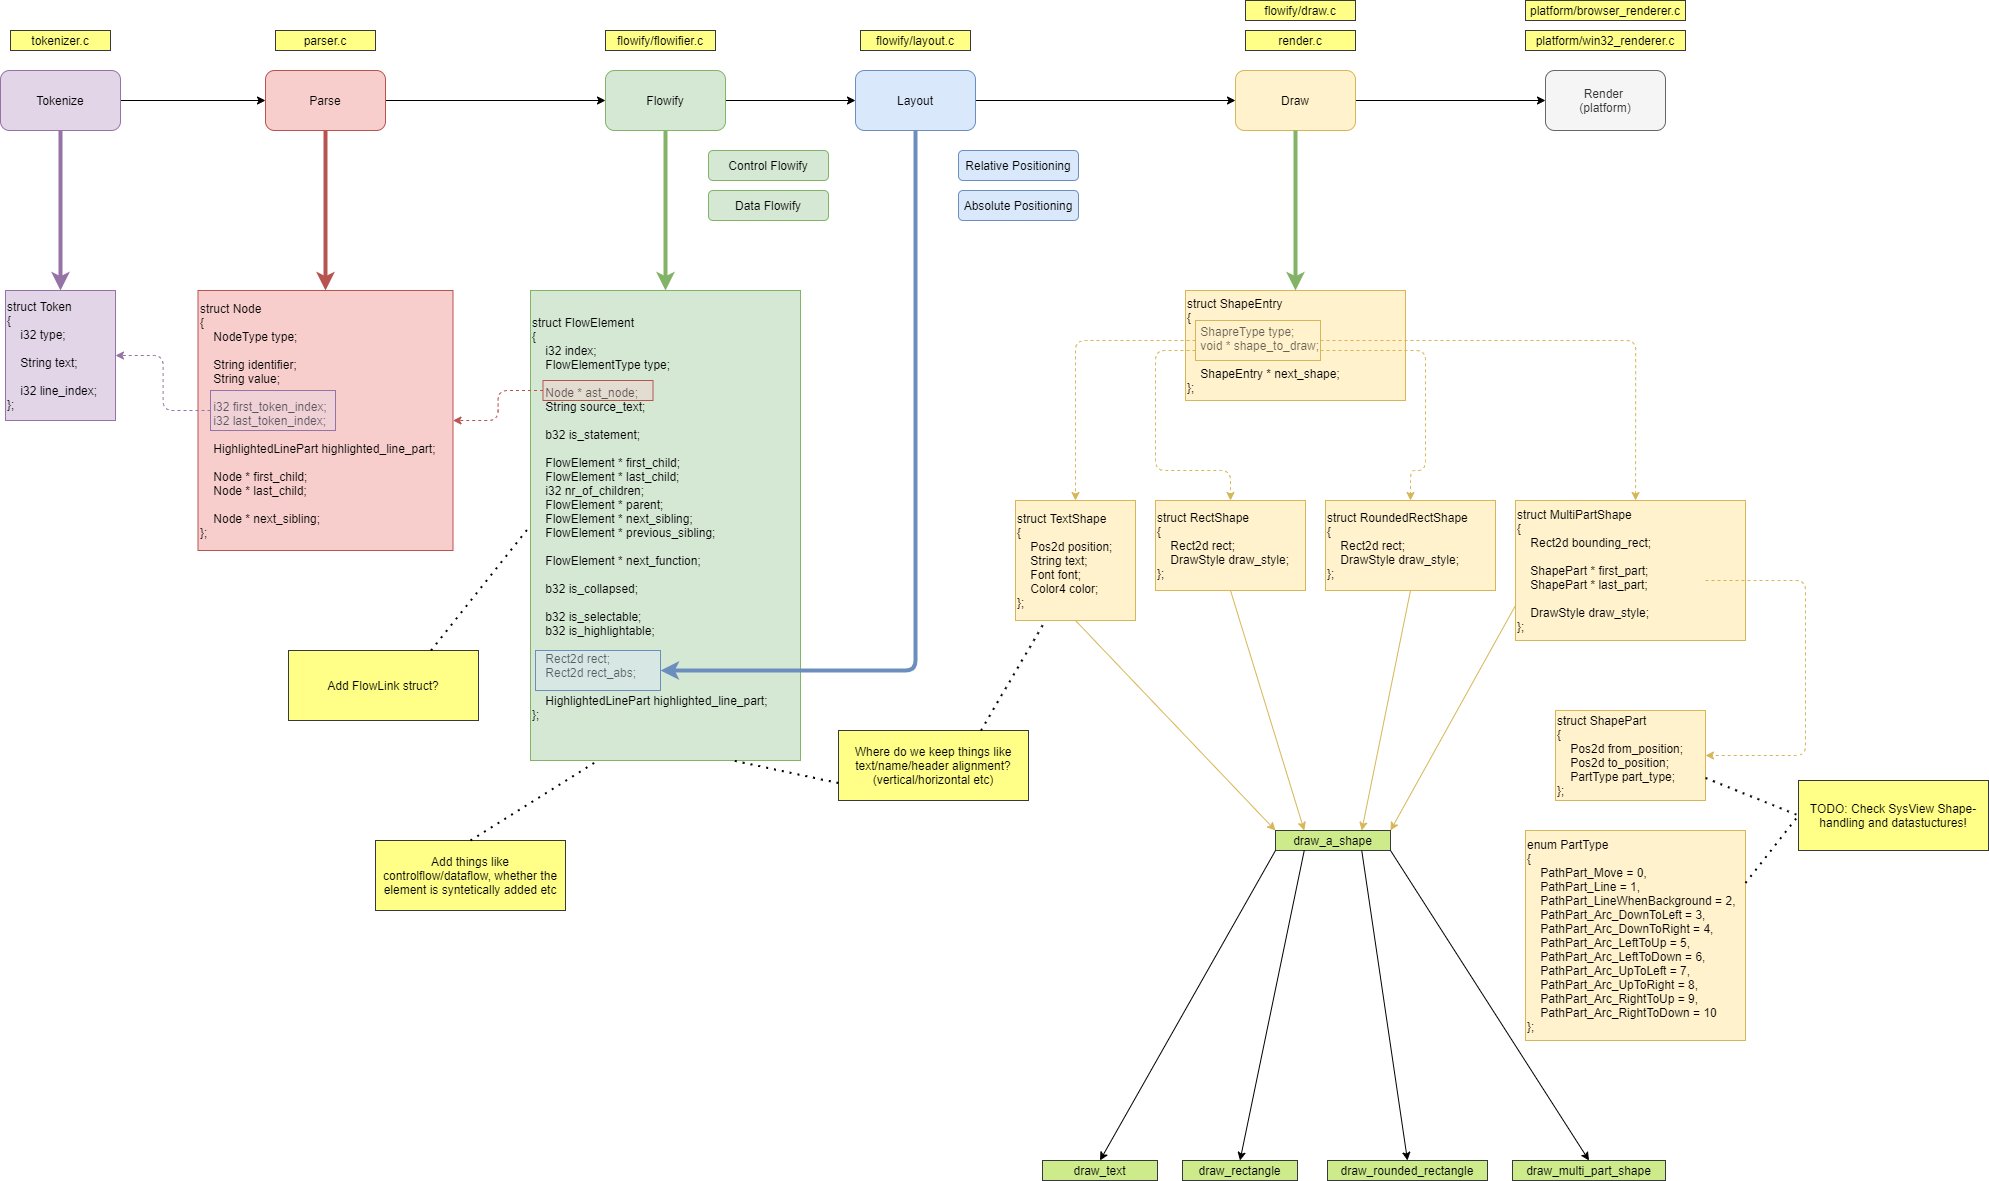 flowify/draw.c
platform/browser_renderer.c
tokenizer.c
parser.c
flowify/flowifier.c
flowify/layout.c
render.c
platform/win32_renderer.c
Tokenize
Parse
Flowify
Layout
Draw
Render
(platform)
Control Flowify
Data Flowify
Relative Positioning
Absolute Positioning
struct Token
{
i32 type;
String text;
i32 line_index;
};
struct Node
{
NodeType type;
String identifier;
String value;
i32 first_token_index;
i32 last_token_index;
HighlightedLinePart highlighted_line_part;
Node * first_child;
Node * last_child;
Node * next_sibling;
};
struct FlowElement
{
i32 index;
FlowElementType type;
Node * ast_node;
String source_text;
b32 is_statement;
FlowElement * first_child;
FlowElement * last_child;
i32 nr_of_children;
FlowElement * parent;
FlowElement * next_sibling;
FlowElement * previous_sibling;
FlowElement * next_function;
b32 is_collapsed;
b32 is_selectable;
b32 is_highlightable;
Rect2d rect;
Rect2d rect_abs;
HighlightedLinePart highlighted_line_part;
};
struct ShapeEntry
{
ShapreType type;
void * shape_to_draw;
ShapeEntry * next_shape;
};
struct TextShape
{
Pos2d position;
String text;
Font font;
Color4 color;
};
struct RectShape
{
Rect2d rect;
DrawStyle draw_style;
};
struct RoundedRectShape
{
Rect2d rect;
DrawStyle draw_style;
};
struct MultiPartShape
{
Rect2d bounding_rect;
ShapePart * first_part;
ShapePart * last_part;
DrawStyle draw_style;
};
Add FlowLink struct?
Where do we keep things like
text/name/header alignment?
(vertical/horizontal etc)
Add things like
controlflow/dataflow, whether the
element is syntetically added etc
struct ShapePart
{
Pos2d from_position;
Pos2d to_position;
PartType part_type;
};
TODO: Check SysView Shape-
handling and datastuctures!
draw_a_shape
enum PartType
{
PathPart_Move = 0,
PathPart_Line = 1,
PathPart_LineWhenBackground = 2,
PathPart_Arc_DownToLeft = 3,
PathPart_Arc_DownToRight = 4,
PathPart_Arc_LeftToUp = 5,
PathPart_Arc_LeftToDown = 6,
PathPart_Arc_UpToLeft = 7,
PathPart_Arc_UpToRight = 8,
PathPart_Arc_RightToUp = 9,
PathPart_Arc_RightToDown = 10
};
draw_text
draw_rectangle
draw_rounded_rectangle
draw_multi_part_shape